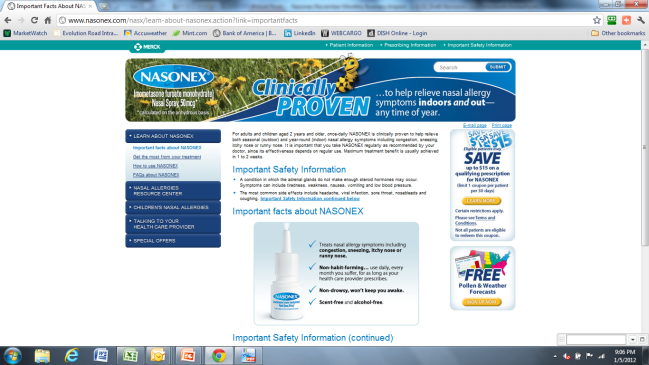 Important Facts About NAS
www.nasonex.com/nasx/learn-about-nasonex.action?link=importantfacts
MarketWatch Evolution Road Intra... Accuweather Mint.com Bank of America | B... LinkedIn WEBCARGO DISH Online - Login Other bookmarks
MERCK Patient Information Prescribing Information Important Safety Information
Search SUBMIT
NASONEX
(mometasone furoate monohydrate)
Nasal Spray, 50mcg*
*calculated on the anhydrous basis
Clinically
PROVEN
...to help relieve nasal allergy
symptoms indoors and out—
any time of year.
E-mail page Print page
LEARN ABOUT NASONEX
Important facts about NASONEX
Get the most from your treatment
How to use NASONEX
FAQs about NASONEX
NASAL ALLERGIES
RESOURCE CENTER
CHILDREN'S NASAL ALLERGIES
TALKING TO YOUR
HEALTH CARE PROVIDER
SPECIAL OFFERS
For adults and children aged 2 years and older, once-daily NASONEX is clinically proven to help relieve
both seasonal (outdoor) and year-round (indoor) nasal allergy symptoms including congestion, sneezing,
itchy nose or runny nose. It is important that you take NASONEX regularly as recommended by your
doctor, since its effectiveness depends on regular use. Maximum treatment benefit is usually achieved
in 1 to 2 weeks.
Important Safety Information
A condition in which the adrenal glands do not make enough steroid hormones may occur.
Symptoms can include tiredness, weakness, nausea, vomiting and low blood pressure.
The most common side effects include headache, viral infection, sore throat, nosebleeds and
coughing. Important Safety Information continued below
Important facts about NASONEX
NASONEX
Treats nasal allergy symptoms including
congestion, sneezing, itchy nose or
runny nose.
Non-habit-forming... use daily, every
month you suffer, for as long as your
health care provider prescribes.
Non-drowsy, won't keep you awake.
Scent-free and alcohol-free.
Important Safety Information (continued)
Eligible patients may
SAVE
up to $15 on a
qualifying prescription
for NASONEX
(limit 1 coupon per patient
per 30 days)
LEARN MORE
Certain restrictions apply.
Please see Terms and
Conditions.
Not all patients are eligible
to redeem this coupon.
FREE
Pollen & Weather
Forecasts
SIGN UP NOW
9:06 PM
1/5/2012